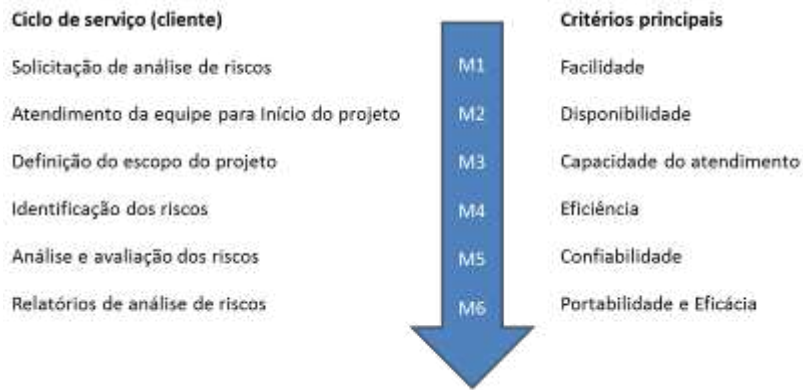 Ciclo de serviço (cliente) Critérios principais
Solicitação de análise de riscos M1 Facilidade
Atendimento da equipe para Início do projeto M2 Disponibilidade
Definição do escopo do projeto M3 Capacidade do atendimento
Identificação dos riscos M4 Eficiência
Análise e avaliação dos riscos M5 Confiabilidade
Relatórios de análise de riscos M6 Portabilidade e Eficácia